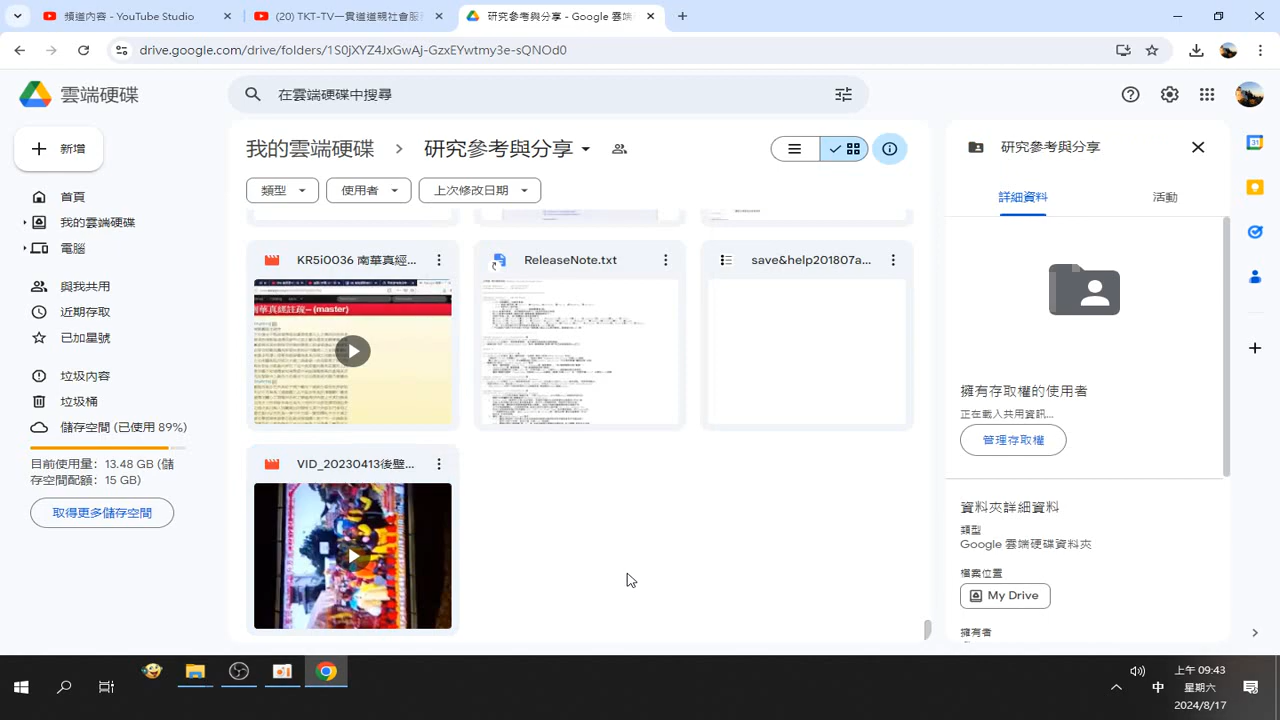 頻道內容 - YouTube Studio
(20) TKT-TV一貫道道親社會服
研究參考與分享 - Google 雲端
drive.google.com/drive/folders/1S0jXYZ4JxGwAj-GzxEYwtmy3e-sQNOd0
雲端硬碟
在雲端硬碟中搜尋
新增
首頁
我的雲端硬碟
電腦
與我共用
近期存取
已加星號
垃圾內容
垃圾桶
儲存空間 (已使用 89%)
目前使用量: 13.48 GB (儲
存空間配額: 15 GB)
取得更多儲存空間
我的雲端硬碟 > 研究參考與分享
類型
使用者
上次修改日期
KR5i0036 南華真經...
ReleaseNote.txt
save&help201807a...
華真經註疏-- (master)
VID_20230413後壁...
研究參考與分享
詳細資料
活動
擁有存取權的使用者
正在載入共用資訊...
管理存取權
資料夾詳細資料
類型
Google 雲端硬碟資料夾
檔案位置
My Drive
擁有者
31
中
上午 09:43
星期六
2024/8/17